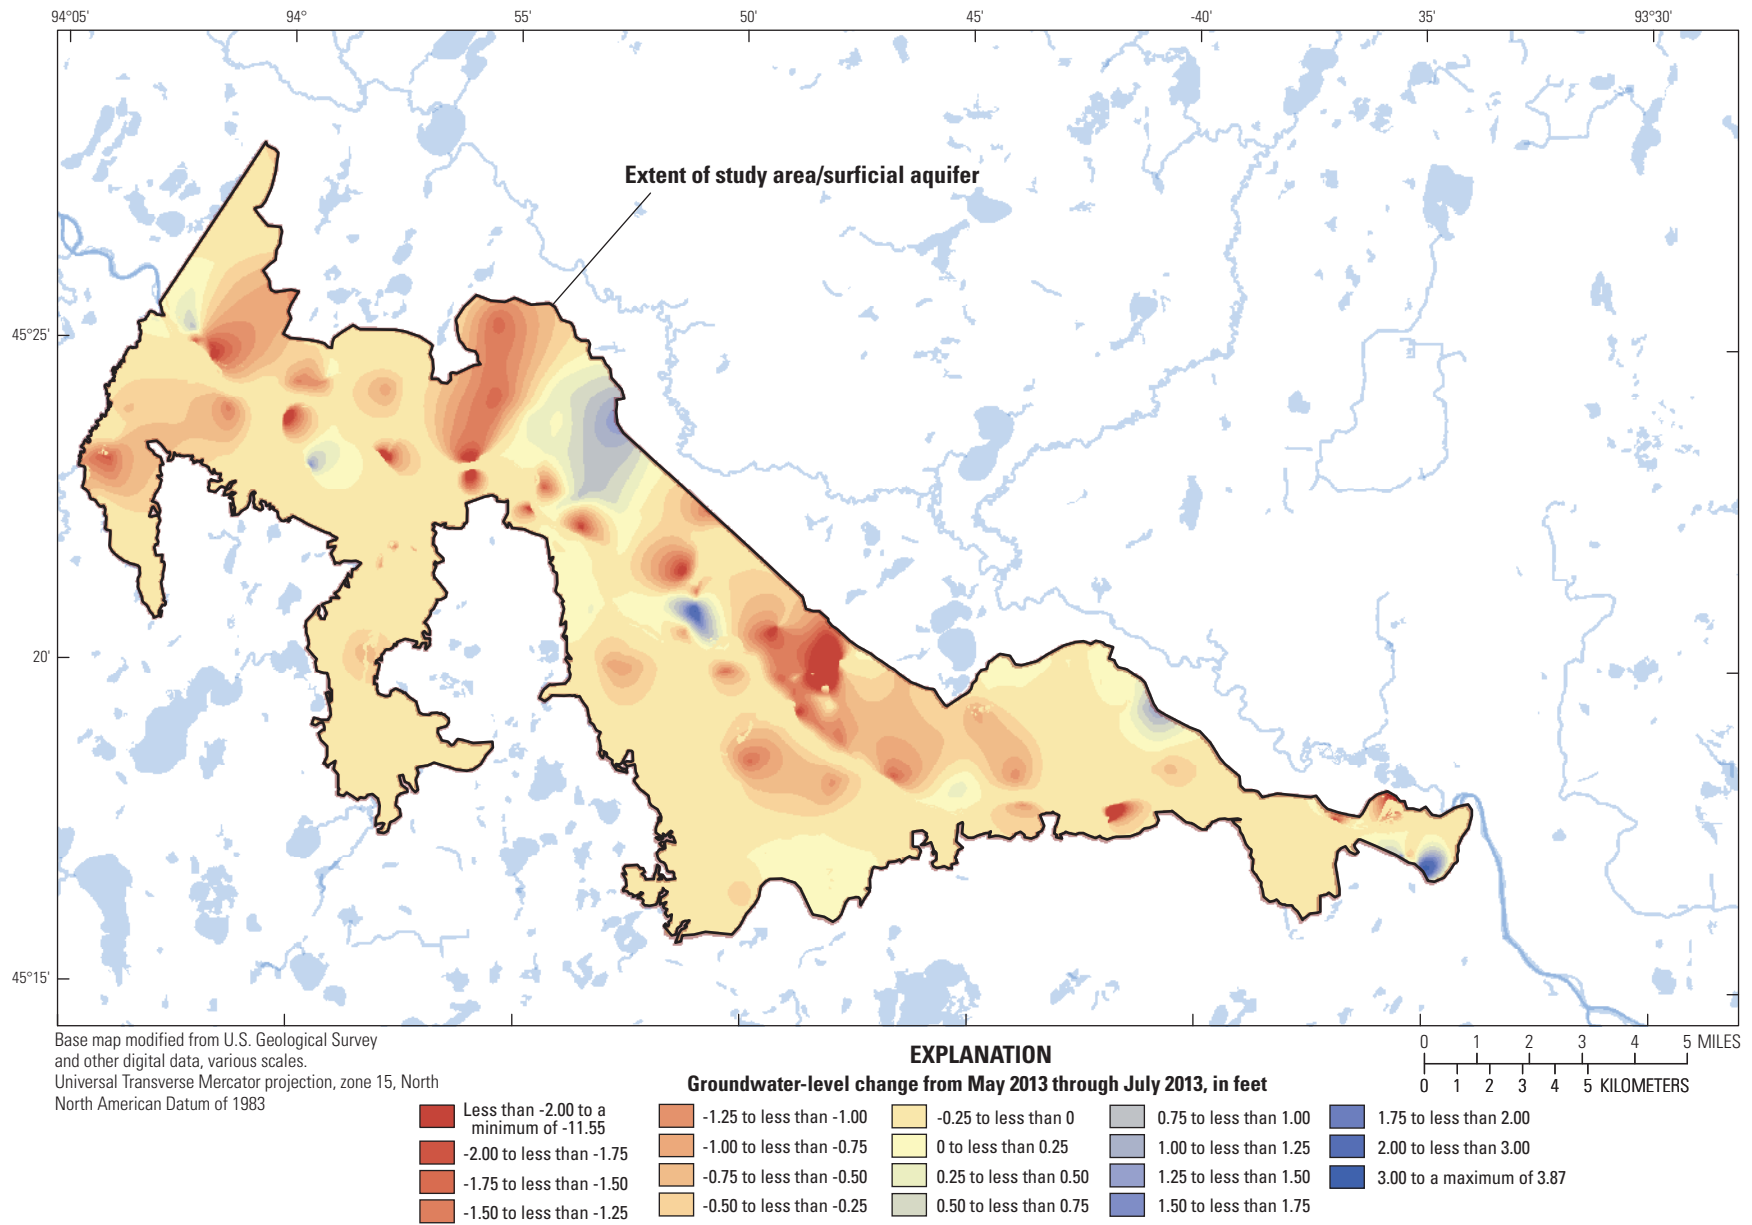 94°05'
94°
55'
50'
45'
-40'
35'
93°30'
Extent of study area/surficial aquifer
45°25'
20'
45°15'
Base map modified from U.S. Geological Survey
and other digital data, various scales.
Universal Transverse Mercator projection, zone 15, North
North American Datum of 1983
0 1 2 3 4 5 MILES
0 1 2 3 4 5 KILOMETERS
EXPLANATION
Groundwater-level change from May 2013 through July 2013, in feet
Less than -2.00 to a
minimum of -11.55
-2.00 to less than -1.75
-1.75 to less than -1.50
-1.50 to less than -1.25
-1.25 to less than -1.00
-1.00 to less than -0.75
-0.75 to less than -0.50
-0.50 to less than -0.25
-0.25 to less than 0
0 to less than 0.25
0.25 to less than 0.50
0.50 to less than 0.75
0.75 to less than 1.00
1.00 to less than 1.25
1.25 to less than 1.50
1.50 to less than 1.75
1.75 to less than 2.00
2.00 to less than 3.00
3.00 to a maximum of 3.87